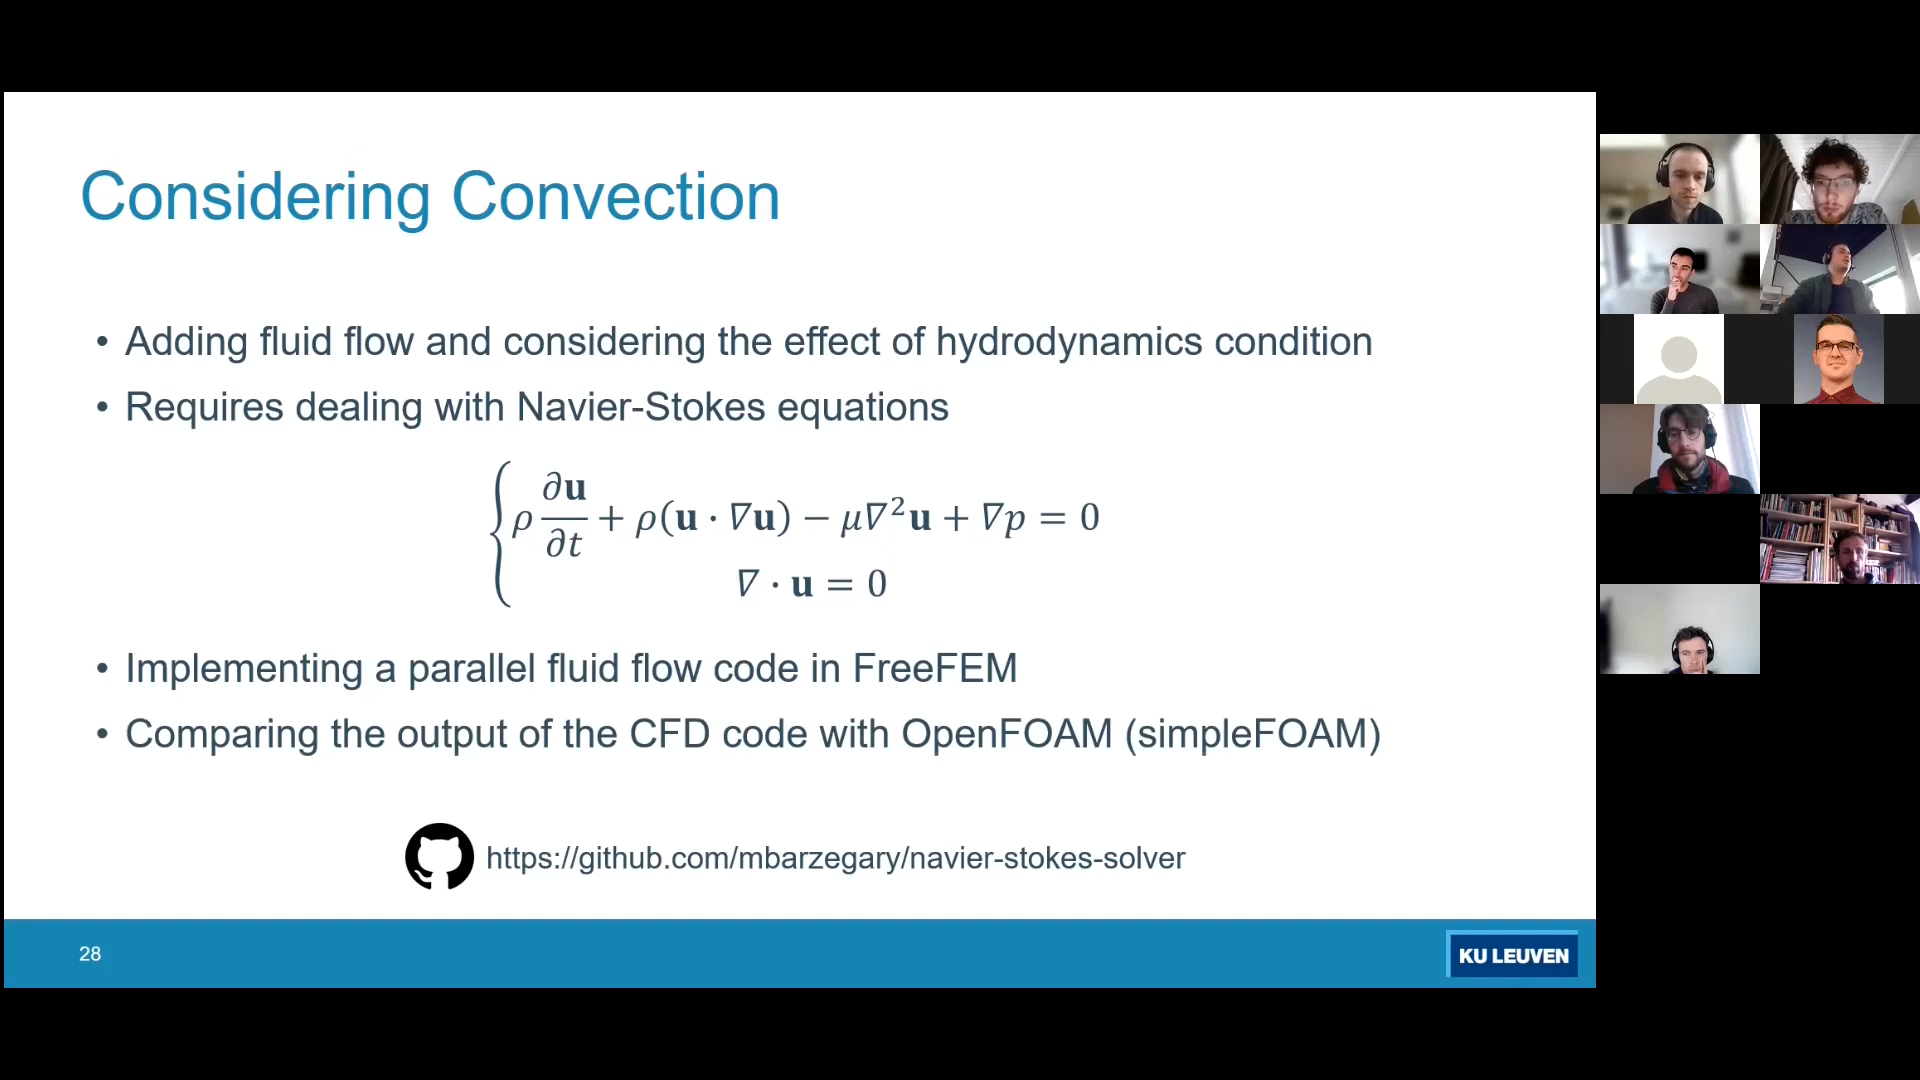 Considering Convection
• Adding fluid flow and considering the effect of hydrodynamics condition
• Requires dealing with Navier-Stokes equations
ρ ∂𝐮/∂t + ρ(𝐮 · ∇𝐮) − μ∇²𝐮 + ∇p = 0
∇ · 𝐮 = 0
• Implementing a parallel fluid flow code in FreeFEM
• Comparing the output of the CFD code with OpenFOAM (simpleFOAM)
https://github.com/mbarzegary/navier-stokes-solver
28
KU LEUVEN